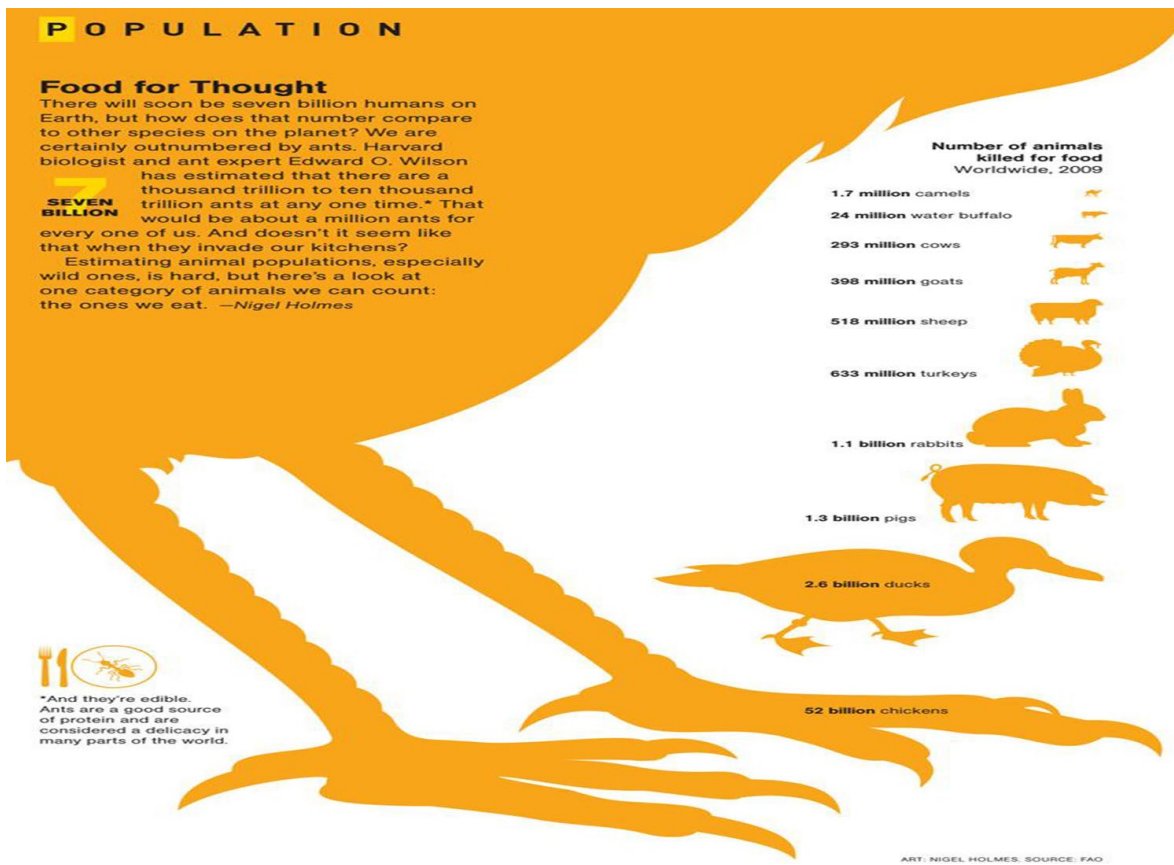 POPULATION
Food for Thought
There will soon be seven billion humans on
Earth, but how does that number compare
to other species on the planet? We are
certainly outnumbered by ants. Harvard
biologist and ant expert Edward O. Wilson
has estimated that there are a
thousand trillion to ten thousand
trillion ants at any one time.* That
would be about a million ants for
every one of us. And doesn't it seem like
that when they invade our kitchens?
Estimating animal populations, especially
wild ones, is hard, but here's a look at
one category of animals we can count:
the ones we eat. —Nigel Holmes
7
SEVEN
BILLION
Number of animals
killed for food
Worldwide, 2009
1.7 million camels
24 million water buffalo
293 million cows
398 million goats
518 million sheep
633 million turkeys
1.1 billion rabbits
1.3 billion pigs
2.6 billion ducks
52 billion chickens
*And they're edible.
Ants are a good source
of protein and are
considered a delicacy in
many parts of the world.
ART: NIGEL HOLMES. SOURCE: FAO